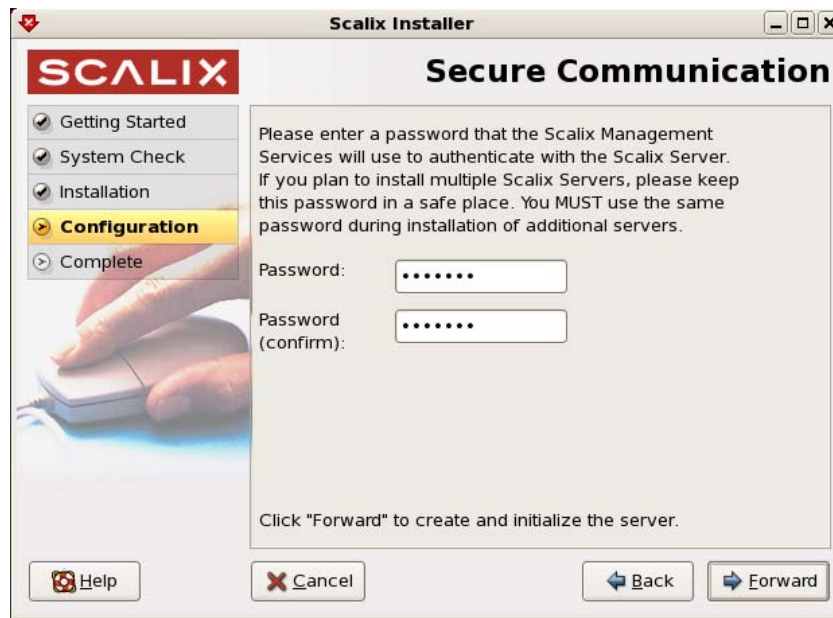 Scalix Installer
SCALIX
Secure Communication
Getting Started
System Check
Installation
Configuration
Complete
Please enter a password that the Scalix Management
Services will use to authenticate with the Scalix Server.
If you plan to install multiple Scalix Servers, please keep
this password in a safe place. You MUST use the same
password during installation of additional servers.
Password:
•••••••
Password
(confirm):
•••••••
Click "Forward" to create and initialize the server.
Help
Cancel
Back
Forward